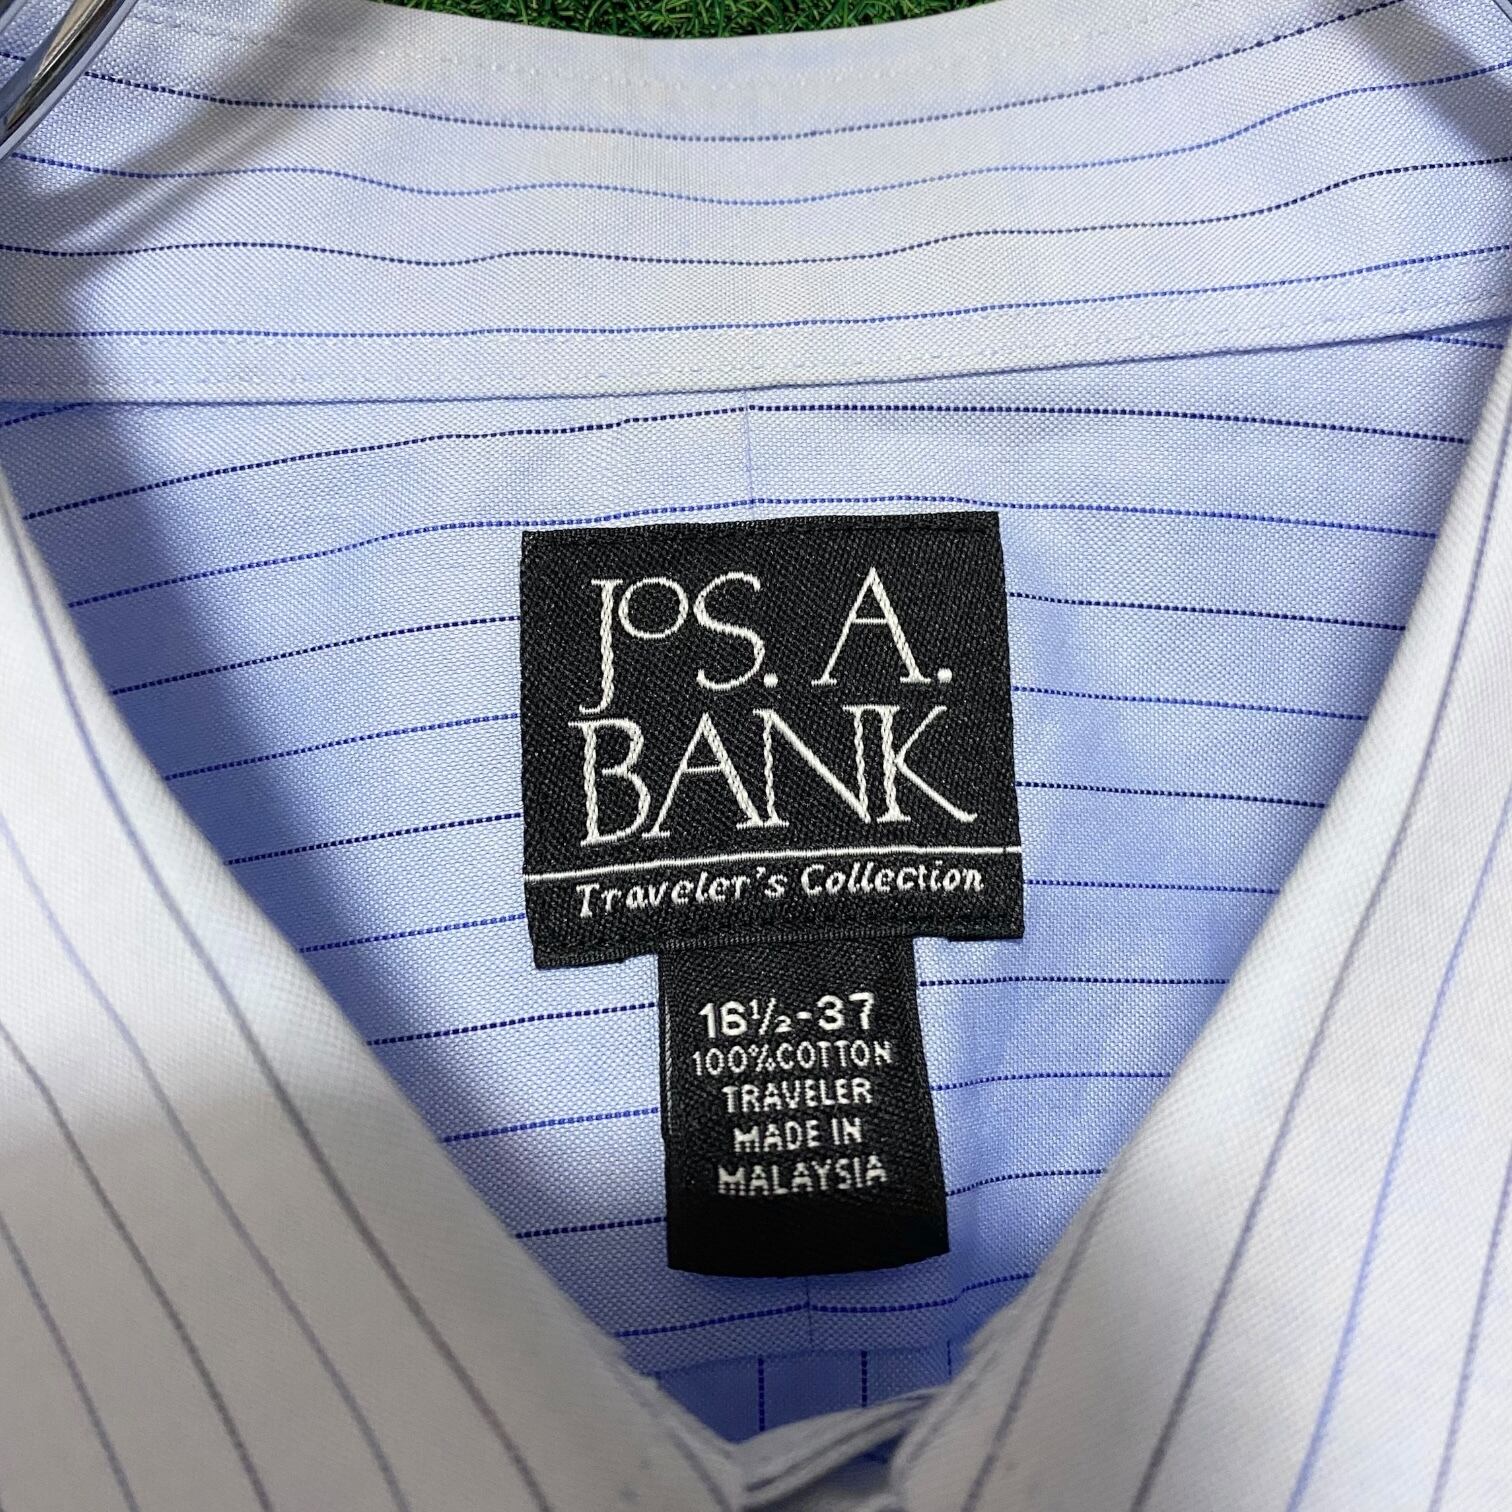 JOS. A.
BANK
Traveler's Collection
16½-37
100%COTTON
TRAVELER
MADE IN
MALAYSIA